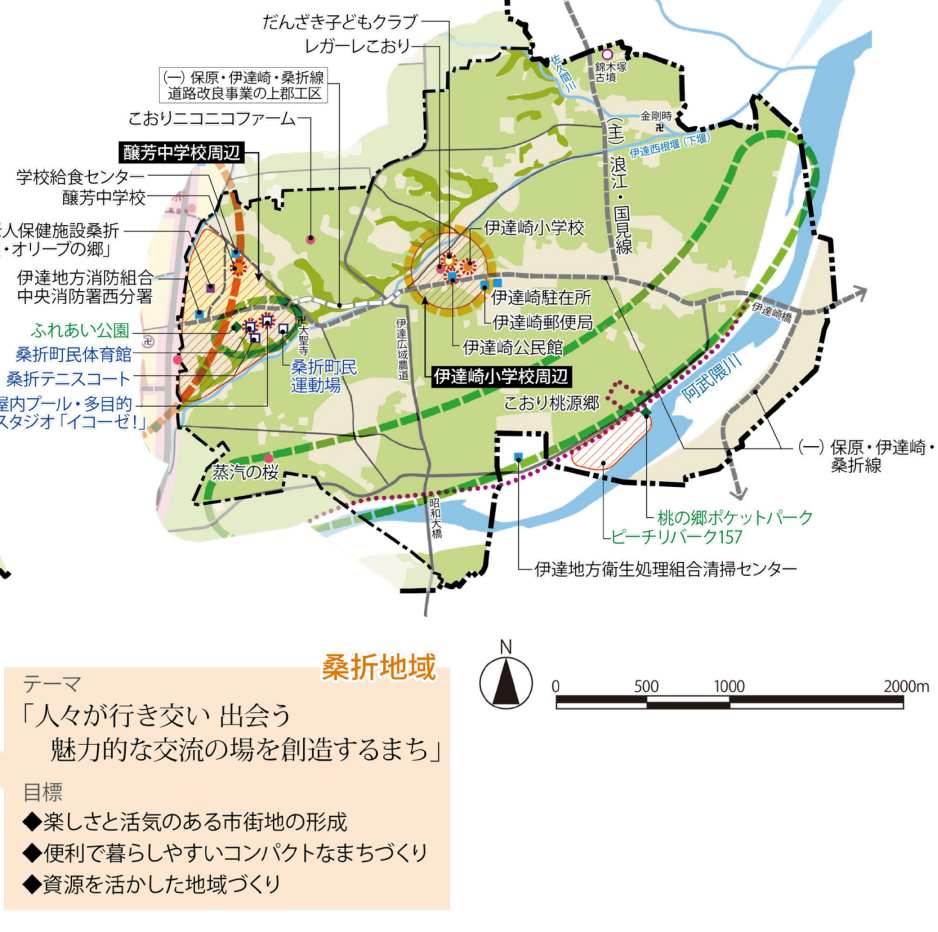 だんざき子どもクラブ
レガーレこおり
(一) 保原・伊達崎・桑折線
道路改良事業の上郡工区
こおりニコニコファーム
醸芳中学校周辺
学校給食センター
醸芳中学校
人保健施設桑折
・オリーブの郷」
伊達地方消防組合
中央消防署西分署
ふれあい公園
桑折町民体育館
桑折テニスコート
屋内プール・多目的
スタジオ「イコーゼ!」
大聖寺
桑折町民
運動場
蒸汽の桜
伊達広域農道
昭和大橋
佐久間川
錦木塚
古墳
金剛時
伊達西根堰(下堰)
(主)浪江・国見線
伊達崎小学校
伊達崎駐在所
伊達崎郵便局
伊達崎公民館
伊達崎小学校周辺
こおり桃源郷
阿武隈川
伊達崎橋
(一) 保原・伊達崎・
桑折線
桃の郷ポケットパーク
ピーチリバーク157
伊達地方衛生処理組合清掃センター
N
0 500 1000 2000m
桑折地域
テーマ
「人々が行き交い 出会う
魅力的な交流の場を創造するまち」
目標
◆楽しさと活気のある市街地の形成
◆便利で暮らしやすいコンパクトなまちづくり
◆資源を活かした地域づくり